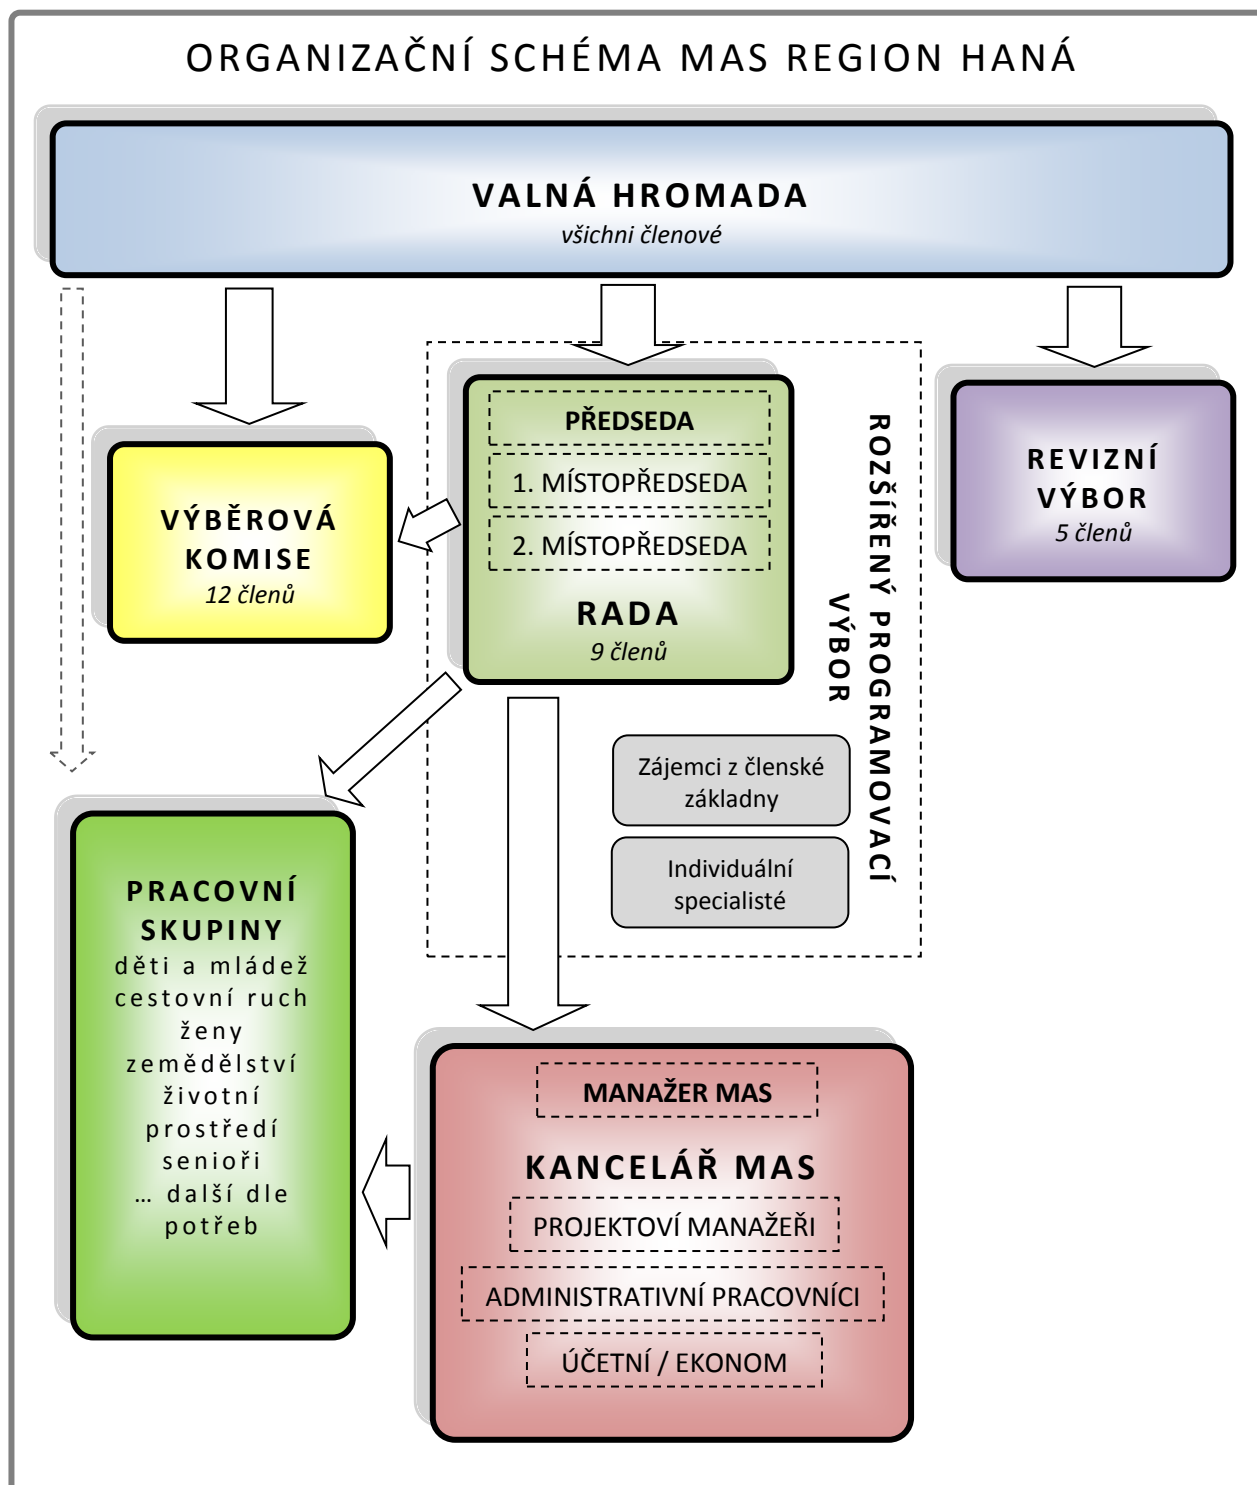 ORGANIZAČNÍ SCHÉMA MAS REGION HANÁ
VALNÁ HROMADA
všichni členové
VÝBĚROVÁ
KOMISE
12 členů
PŘEDSEDA
1. MÍSTOPŘEDSEDA
2. MÍSTOPŘEDSEDA
RADA
9 členů
ROZŠÍŘENÝ PROGRAMOVACÍ
VÝBOR
REVIZNÍ
VÝBOR
5 členů
Zájemci z členské
základny
Individuální
specialisté
PRACOVNÍ
SKUPINY
děti a mládež
cestovní ruch
ženy
zemědělství
životní
prostředí
senioři
... další dle
potřeb
MANAŽER MAS
KANCELÁŘ MAS
PROJEKTOVÍ MANAŽEŘI
ADMINISTRATIVNÍ PRACOVNÍCI
ÚČETNÍ / EKONOM